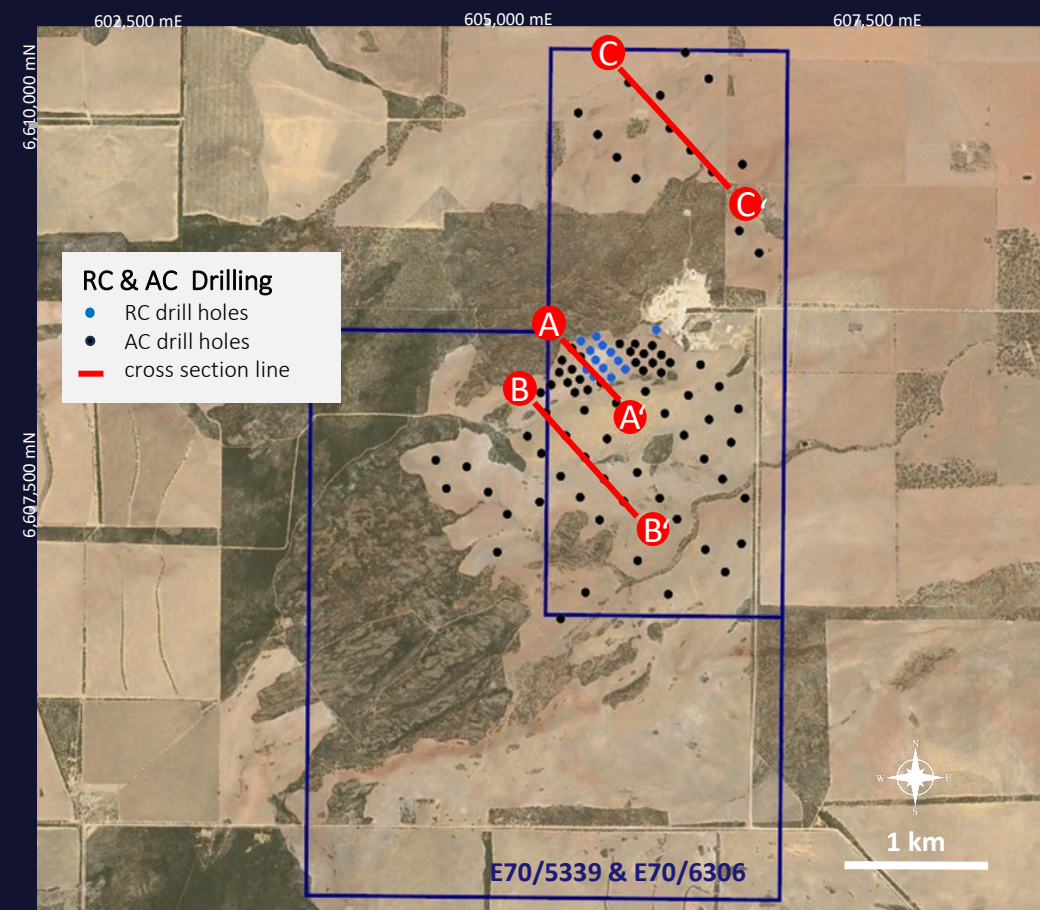 602,500 mE
605,000 mE
607,500 mE
6,610,000 mN
6,607,500 mN
C
C'
RC & AC Drilling
RC drill holes
AC drill holes
cross section line
A
B
A'
B'
N
W
E
S
1 km
E70/5339 & E70/6306